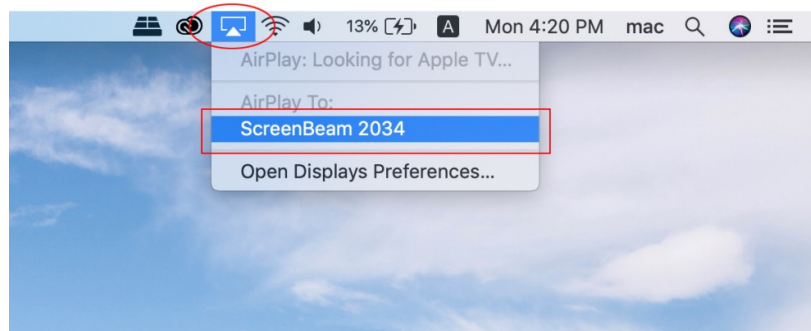 13% A Mon 4:20 PM mac
AirPlay: Looking for Apple TV...
AirPlay To:
ScreenBeam 2034
Open Displays Preferences...